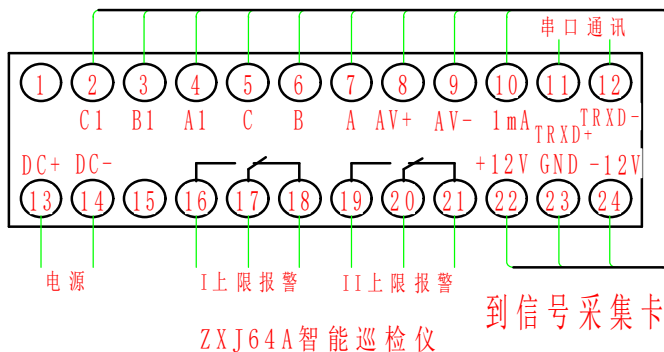 串口通讯
1 2 3 4 5 6 7 8 9 10 11 12
C1 B1 A1 C B A AV+ AV- 1mA TRXD+ TRXD-
DC+ DC- +12V GND -12V
13 14 15 16 17 18 19 20 21 22 23 24
电源 I上限报警 II上限报警
到信号采集卡
ZXJ64A智能巡检仪